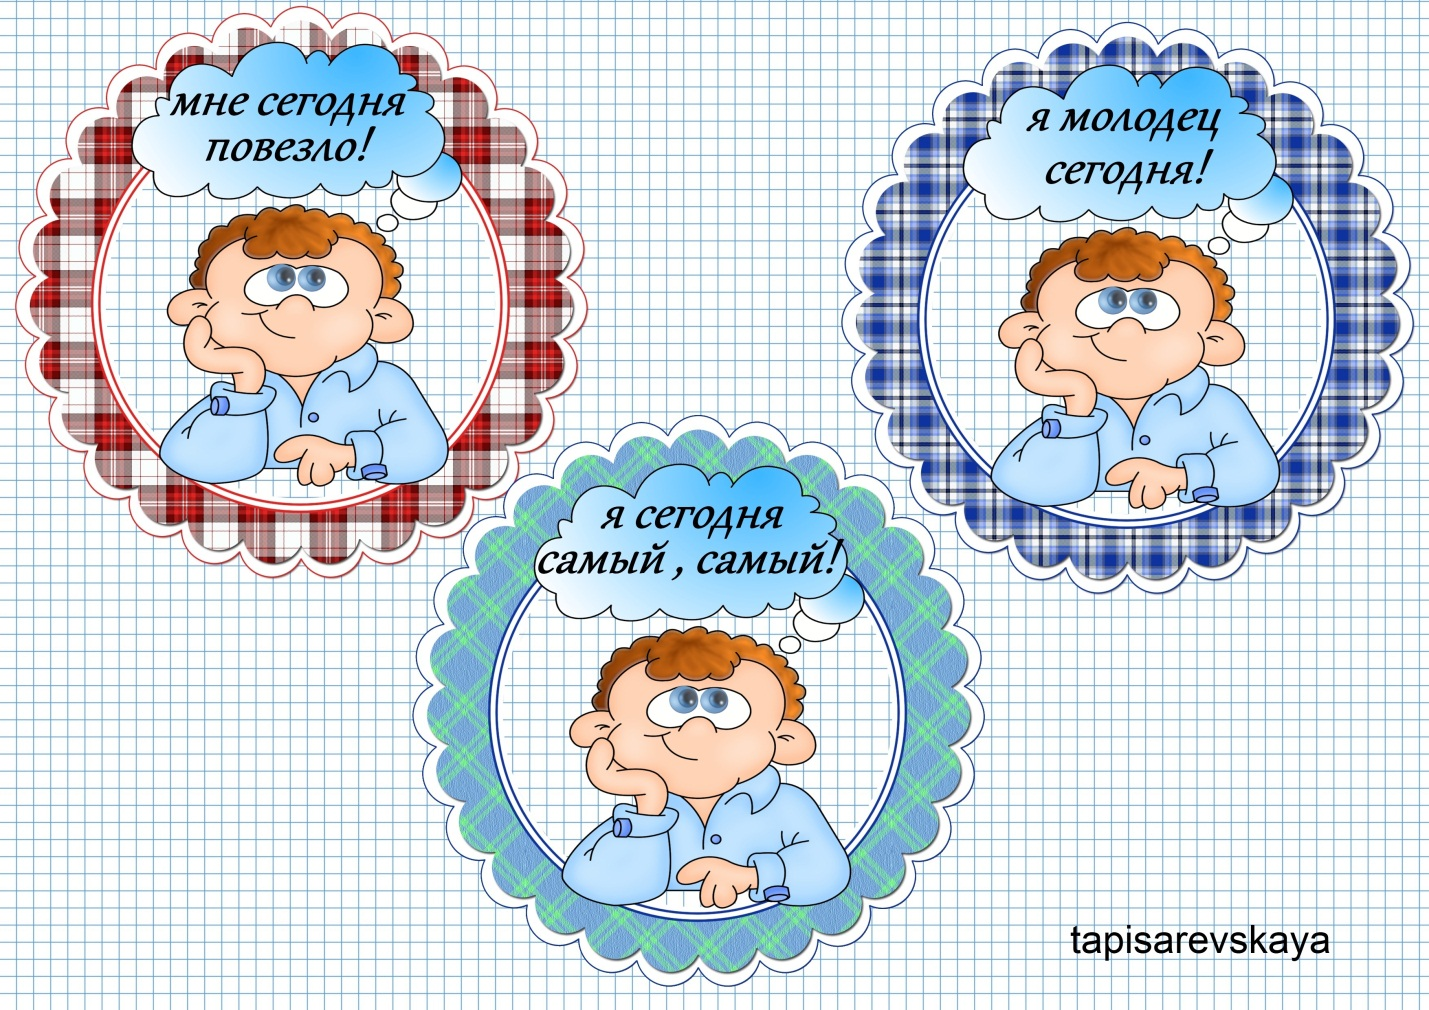 мне сегодня
повезло!
я молодец
сегодня!
я сегодня
самый , самый!
tapisarevskaya